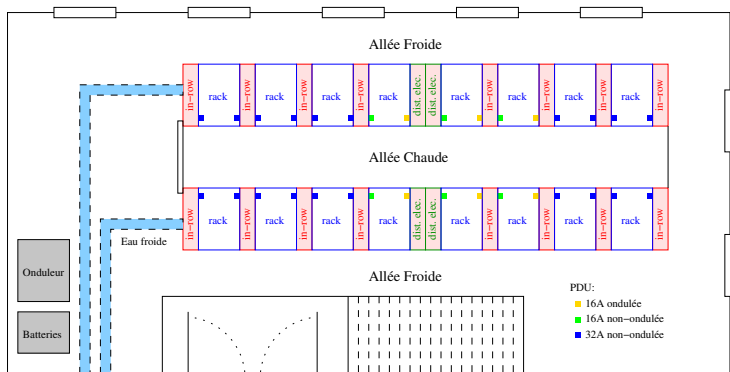 Allée Froide
in-row rack in-row rack in-row rack in-row rack dist. elec. dist. elec. rack in-row rack in-row rack in-row rack in-row
Allée Chaude
in-row rack in-row rack in-row rack in-row rack dist. elec. dist. elec. rack in-row rack in-row rack in-row rack in-row
Eau froide
Onduleur
Allée Froide
PDU:
16A ondulée
16A non-ondulée
Batteries
32A non-ondulée